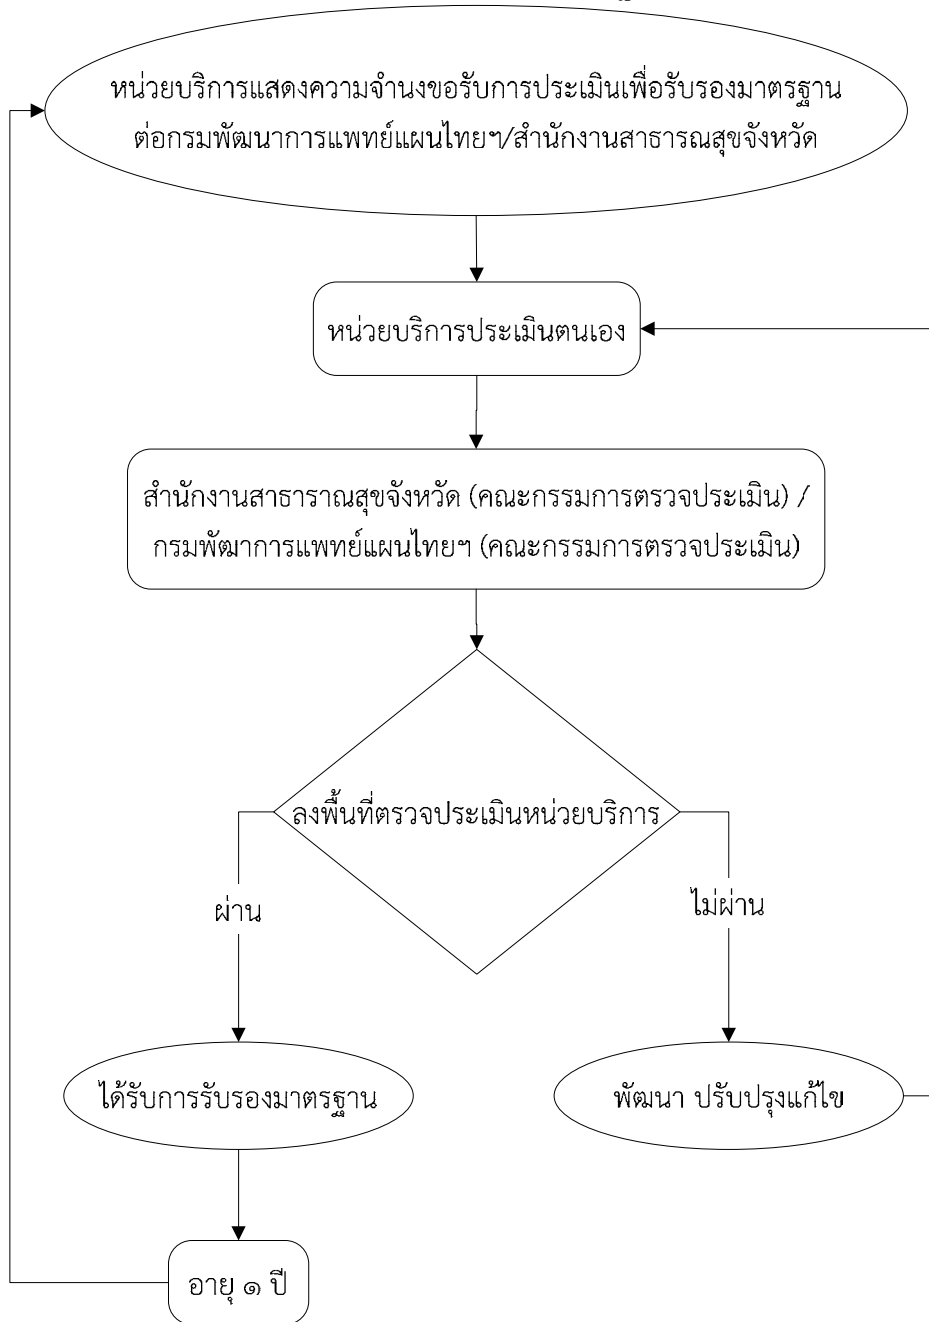 หน่วยบริการแสดงความจำนงขอรับการประเมินเพื่อรับรองมาตรฐาน
ต่อกรมพัฒนาการแพทย์แผนไทยฯ/สำนักงานสาธารณสุขจังหวัด
หน่วยบริการประเมินตนเอง
สำนักงานสาธาราณสุขจังหวัด (คณะกรรมการตรวจประเมิน) /
กรมพัฒาการแพทย์แผนไทยฯ (คณะกรรมการตรวจประเมิน)
ลงพื้นที่ตรวจประเมินหน่วยบริการ
ผ่าน
ไม่ผ่าน
ได้รับการรับรองมาตรฐาน
พัฒนา ปรับปรุงแก้ไข
อายุ ๑ ปี